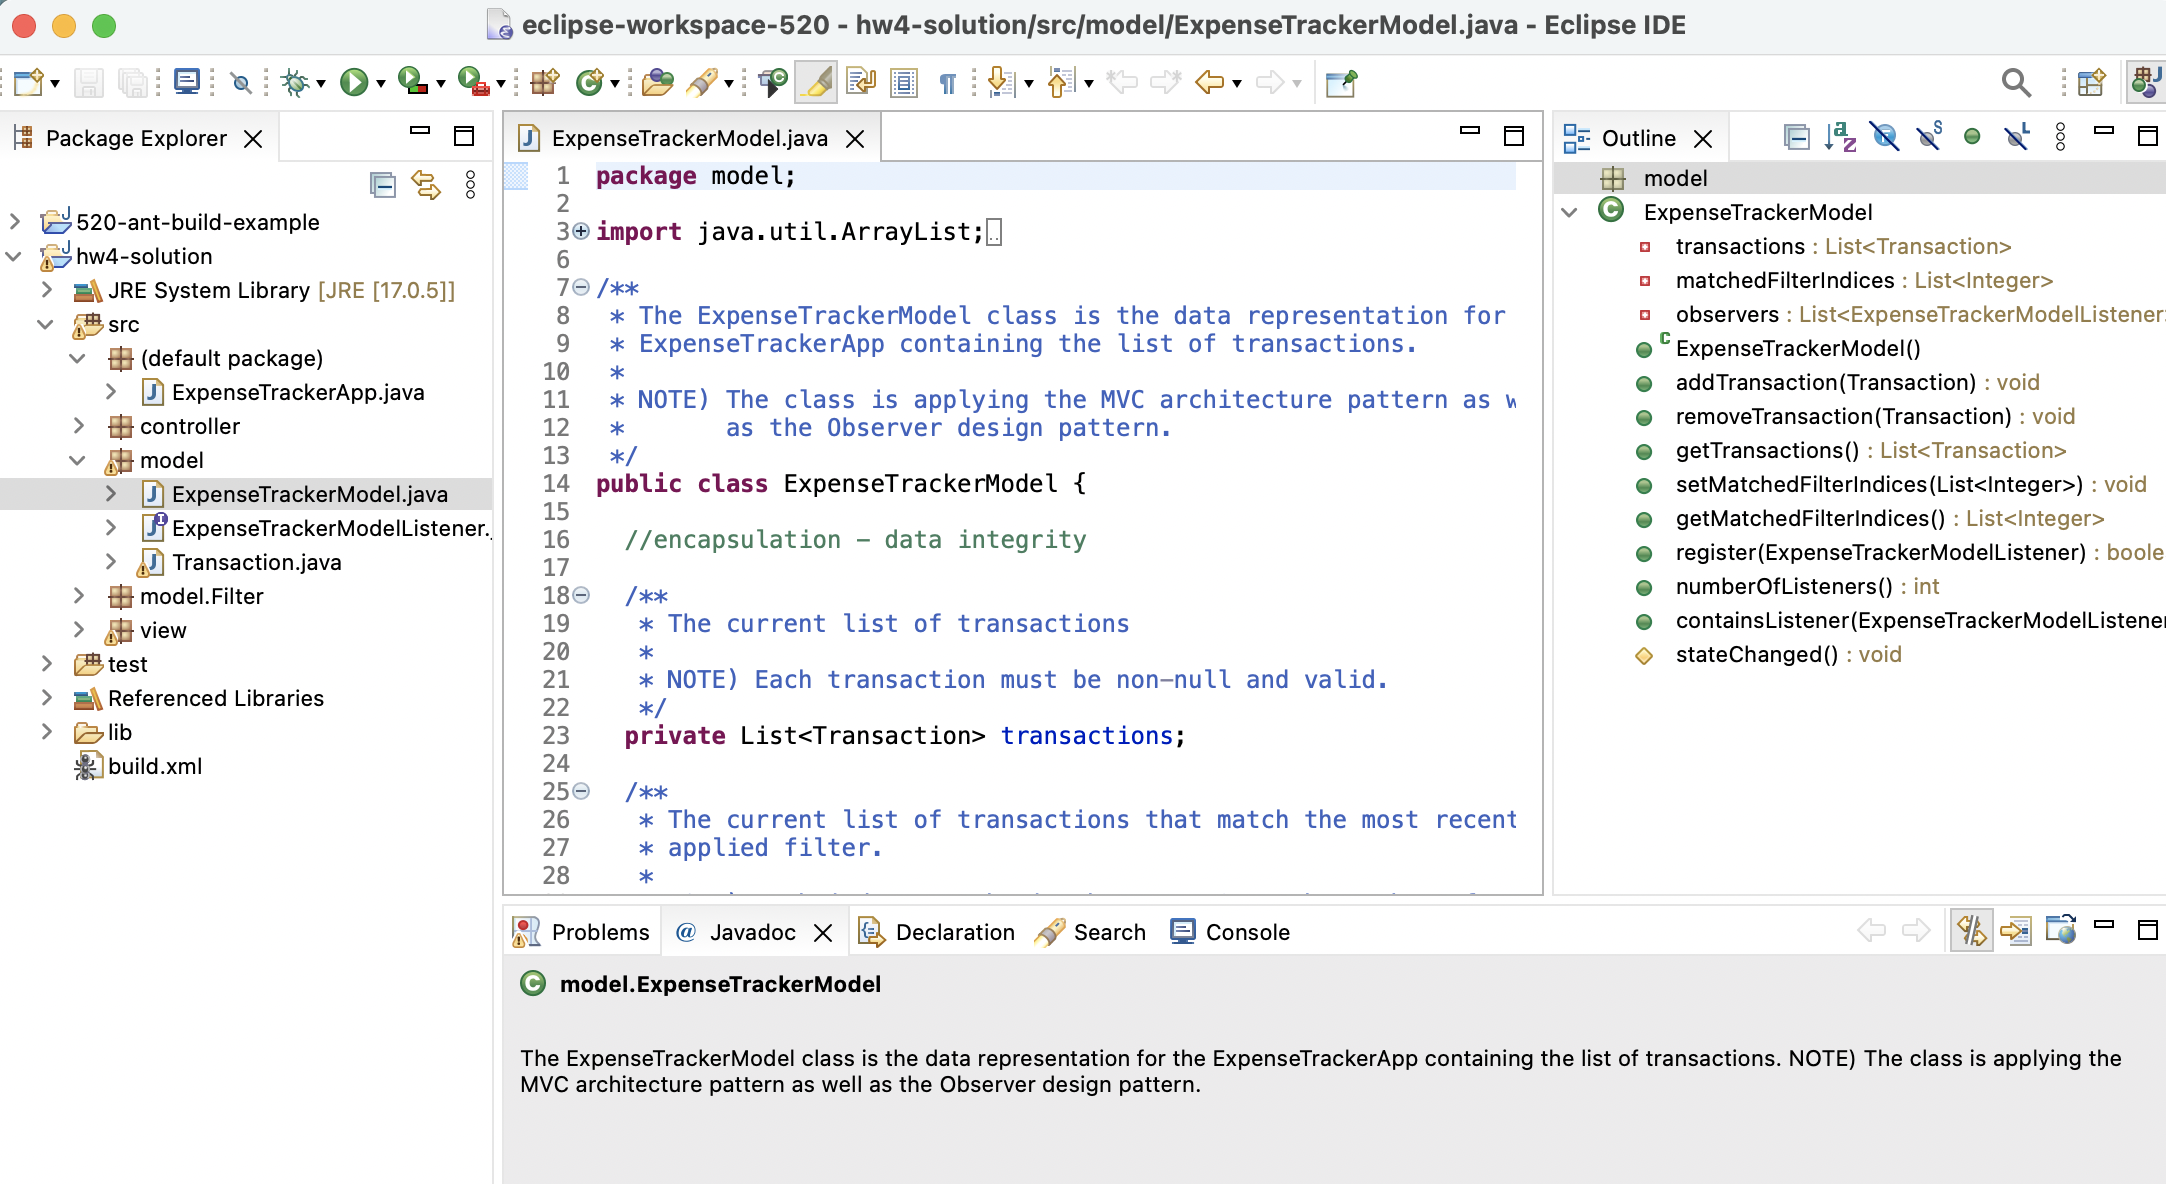 eclipse-workspace-520 - hw4-solution/src/model/ExpenseTrackerModel.java - Eclipse IDE
Package Explorer
520-ant-build-example
hw4-solution
JRE System Library [JRE [17.0.5]]
src
(default package)
ExpenseTrackerApp.java
controller
model
ExpenseTrackerModel.java
ExpenseTrackerModelListener.
Transaction.java
model.Filter
view
test
Referenced Libraries
lib
build.xml
ExpenseTrackerModel.java
1 package model;
2
3 import java.util.ArrayList;
6
7 /**
8 * The ExpenseTrackerModel class is the data representation for
9 * ExpenseTrackerApp containing the list of transactions.
10 *
11 * NOTE) The class is applying the MVC architecture pattern as w
12 * as the Observer design pattern.
13 */
14 public class ExpenseTrackerModel {
15
16 //encapsulation - data integrity
17
18 /**
19 * The current list of transactions
20 *
21 * NOTE) Each transaction must be non-null and valid.
22 */
23 private List<Transaction> transactions;
24
25 /**
26 * The current list of transactions that match the most recent
27 * applied filter.
28 *
Outline
model
ExpenseTrackerModel
transactions : List<Transaction>
matchedFilterIndices : List<Integer>
observers : List<ExpenseTrackerModelListener
ExpenseTrackerModel()
addTransaction(Transaction) : void
removeTransaction(Transaction) : void
getTransactions() : List<Transaction>
setMatchedFilterIndices(List<Integer>) : void
getMatchedFilterIndices() : List<Integer>
register(ExpenseTrackerModelListener) : boole
numberOfListeners() : int
containsListener(ExpenseTrackerModelListener
stateChanged() : void
Problems @ Javadoc Declaration Search Console
model.ExpenseTrackerModel
The ExpenseTrackerModel class is the data representation for the ExpenseTrackerApp containing the list of transactions. NOTE) The class is applying the
MVC architecture pattern as well as the Observer design pattern.